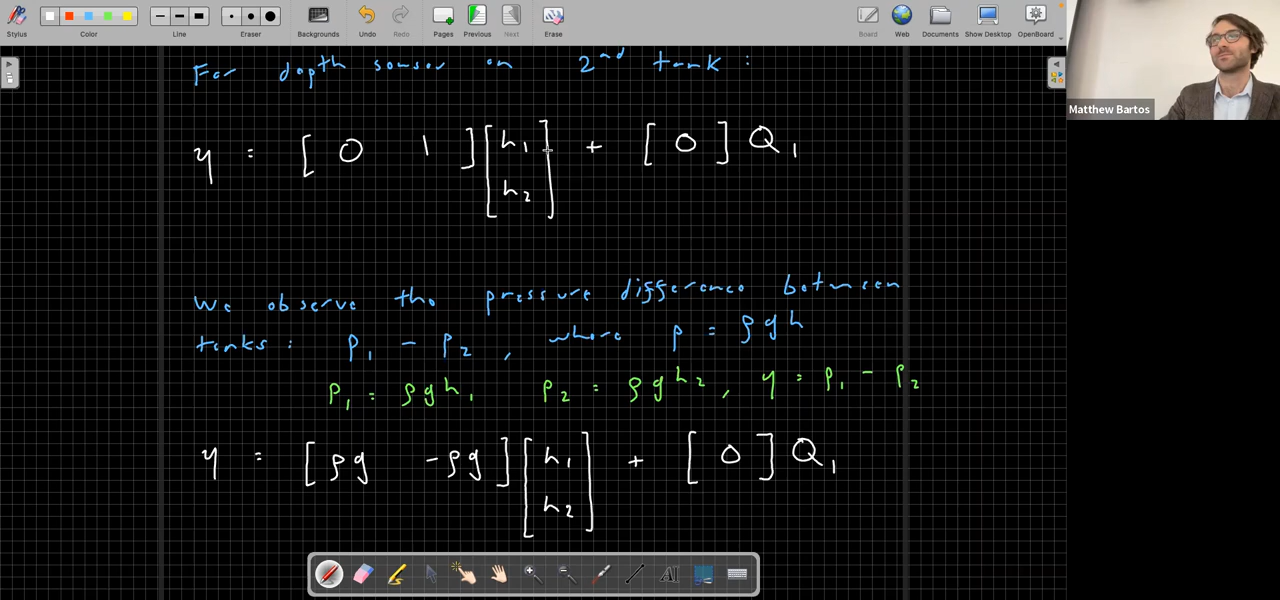 Stylus Color Line Eraser Backgrounds Undo Redo Pages Previous Next Erase Board Web Documents Show Desktop OpenBoard
Matthew Bartos
For depth sensor on 2nd tank :
y = [ 0 1 ] [ h₁ h₂ ] + [ 0 ] Q₁
We observe the pressure difference between
tanks : p₁ - p₂ , where p = ρgh
p₁ = ρgh₁ p₂ = ρgh₂ , y = p₁ - p₂
y = [ ρg -ρg ] [ h₁ h₂ ] + [ 0 ] Q₁
AI